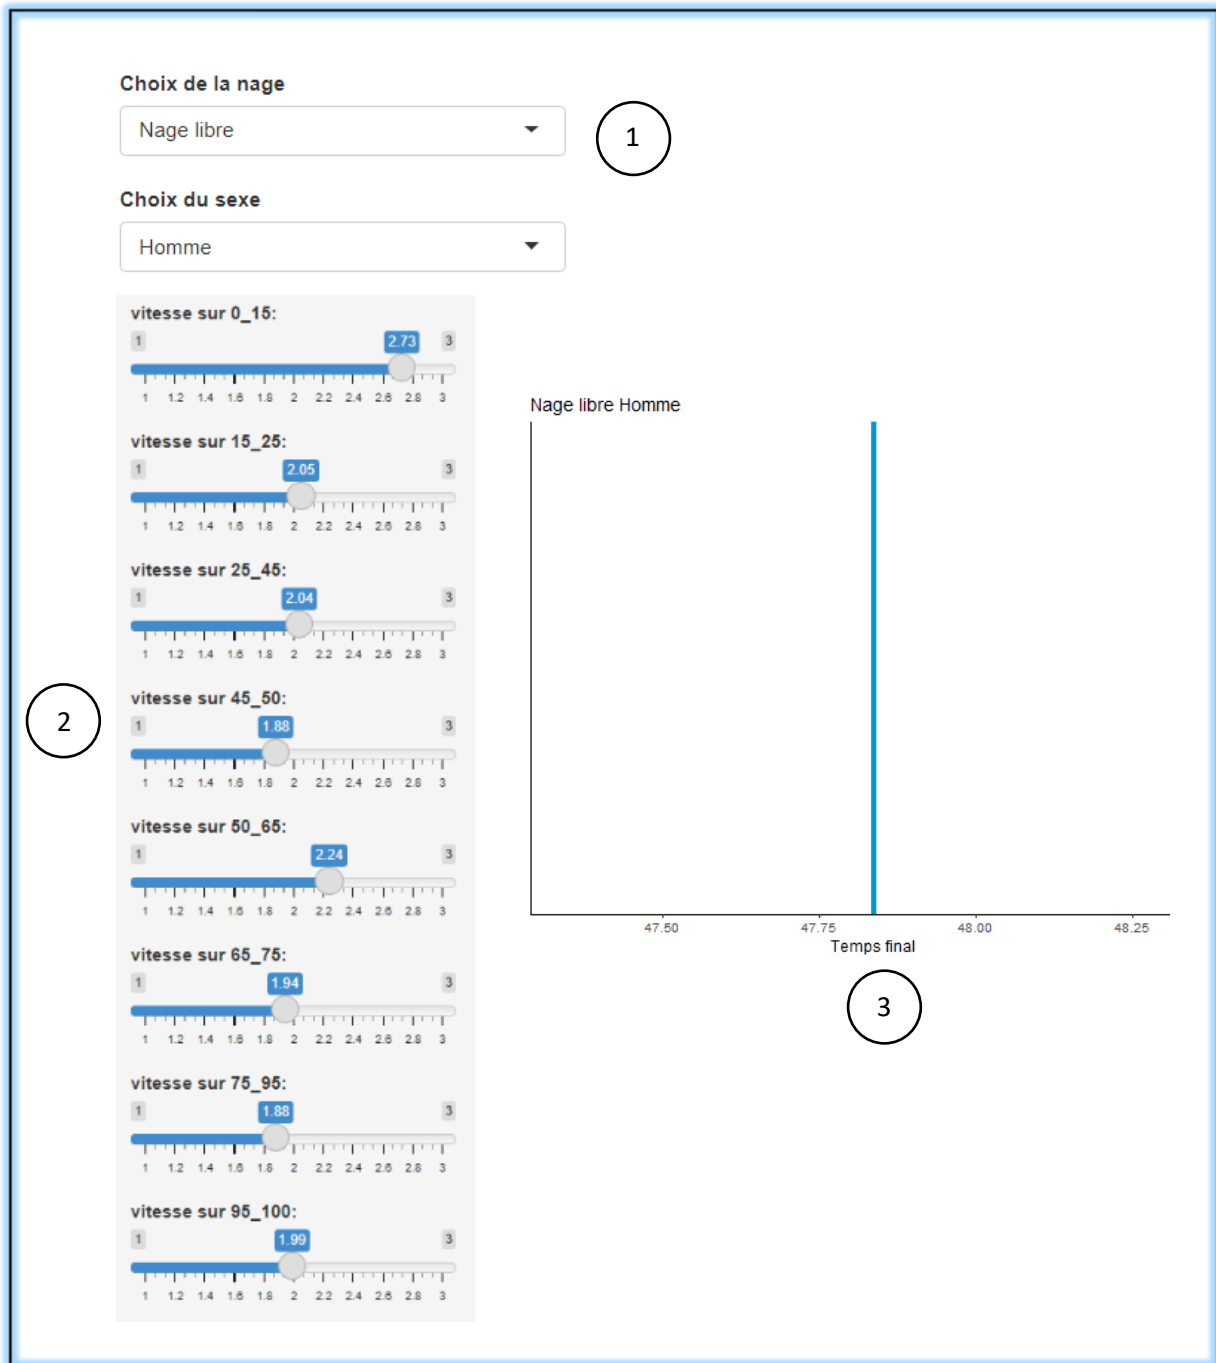 Choix de la nage
Nage libre
1
Choix du sexe
Homme
vitesse sur 0_15:
1 2.73 3
1 1.2 1.4 1.6 1.8 2 2.2 2.4 2.6 2.8 3
vitesse sur 15_25:
1 2.05 3
1 1.2 1.4 1.6 1.8 2 2.2 2.4 2.6 2.8 3
vitesse sur 25_45:
1 2.04 3
1 1.2 1.4 1.6 1.8 2 2.2 2.4 2.6 2.8 3
2
vitesse sur 45_50:
1 1.88 3
1 1.2 1.4 1.6 1.8 2 2.2 2.4 2.6 2.8 3
vitesse sur 50_65:
1 2.24 3
1 1.2 1.4 1.6 1.8 2 2.2 2.4 2.6 2.8 3
vitesse sur 65_75:
1 1.94 3
1 1.2 1.4 1.6 1.8 2 2.2 2.4 2.6 2.8 3
vitesse sur 75_95:
1 1.88 3
1 1.2 1.4 1.6 1.8 2 2.2 2.4 2.6 2.8 3
vitesse sur 95_100:
1 1.99 3
1 1.2 1.4 1.6 1.8 2 2.2 2.4 2.6 2.8 3
Nage libre Homme
47.50 47.75 48.00 48.25
Temps final
3